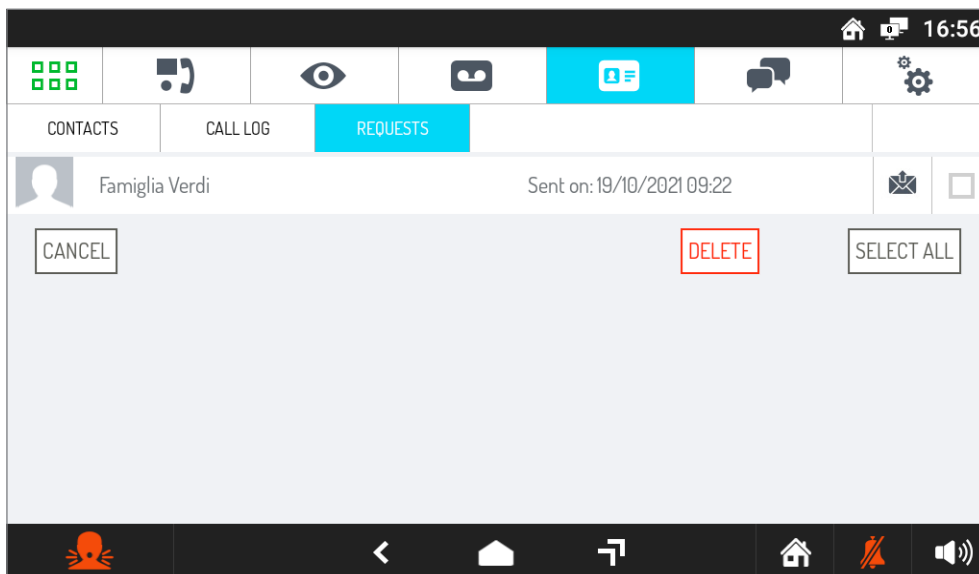 0 16:56
CONTACTS CALL LOG REQUESTS
Famiglia Verdi Sent on: 19/10/2021 09:22
CANCEL DELETE SELECT ALL